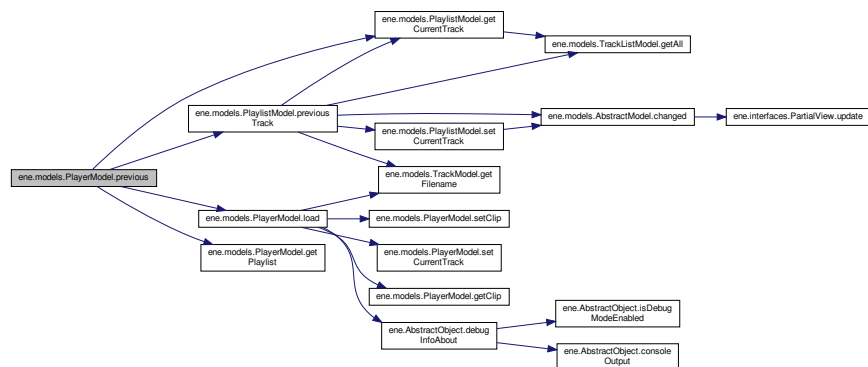 ene.models.PlaylistModel.get
CurrentTrack
ene.models.TrackListModel.getAll
ene.models.PlaylistModel.previous
Track
ene.models.AbstractModel.changed
ene.interfaces.PartialView.update
ene.models.PlaylistModel.set
CurrentTrack
ene.models.PlayerModel.previous
ene.models.TrackModel.get
Filename
ene.models.PlayerModel.load
ene.models.PlayerModel.setClip
ene.models.PlayerModel.get
Playlist
ene.models.PlayerModel.set
CurrentTrack
ene.models.PlayerModel.getClip
ene.AbstractObject.debug
InfoAbout
ene.AbstractObject.isDebug
ModeEnabled
ene.AbstractObject.console
Output